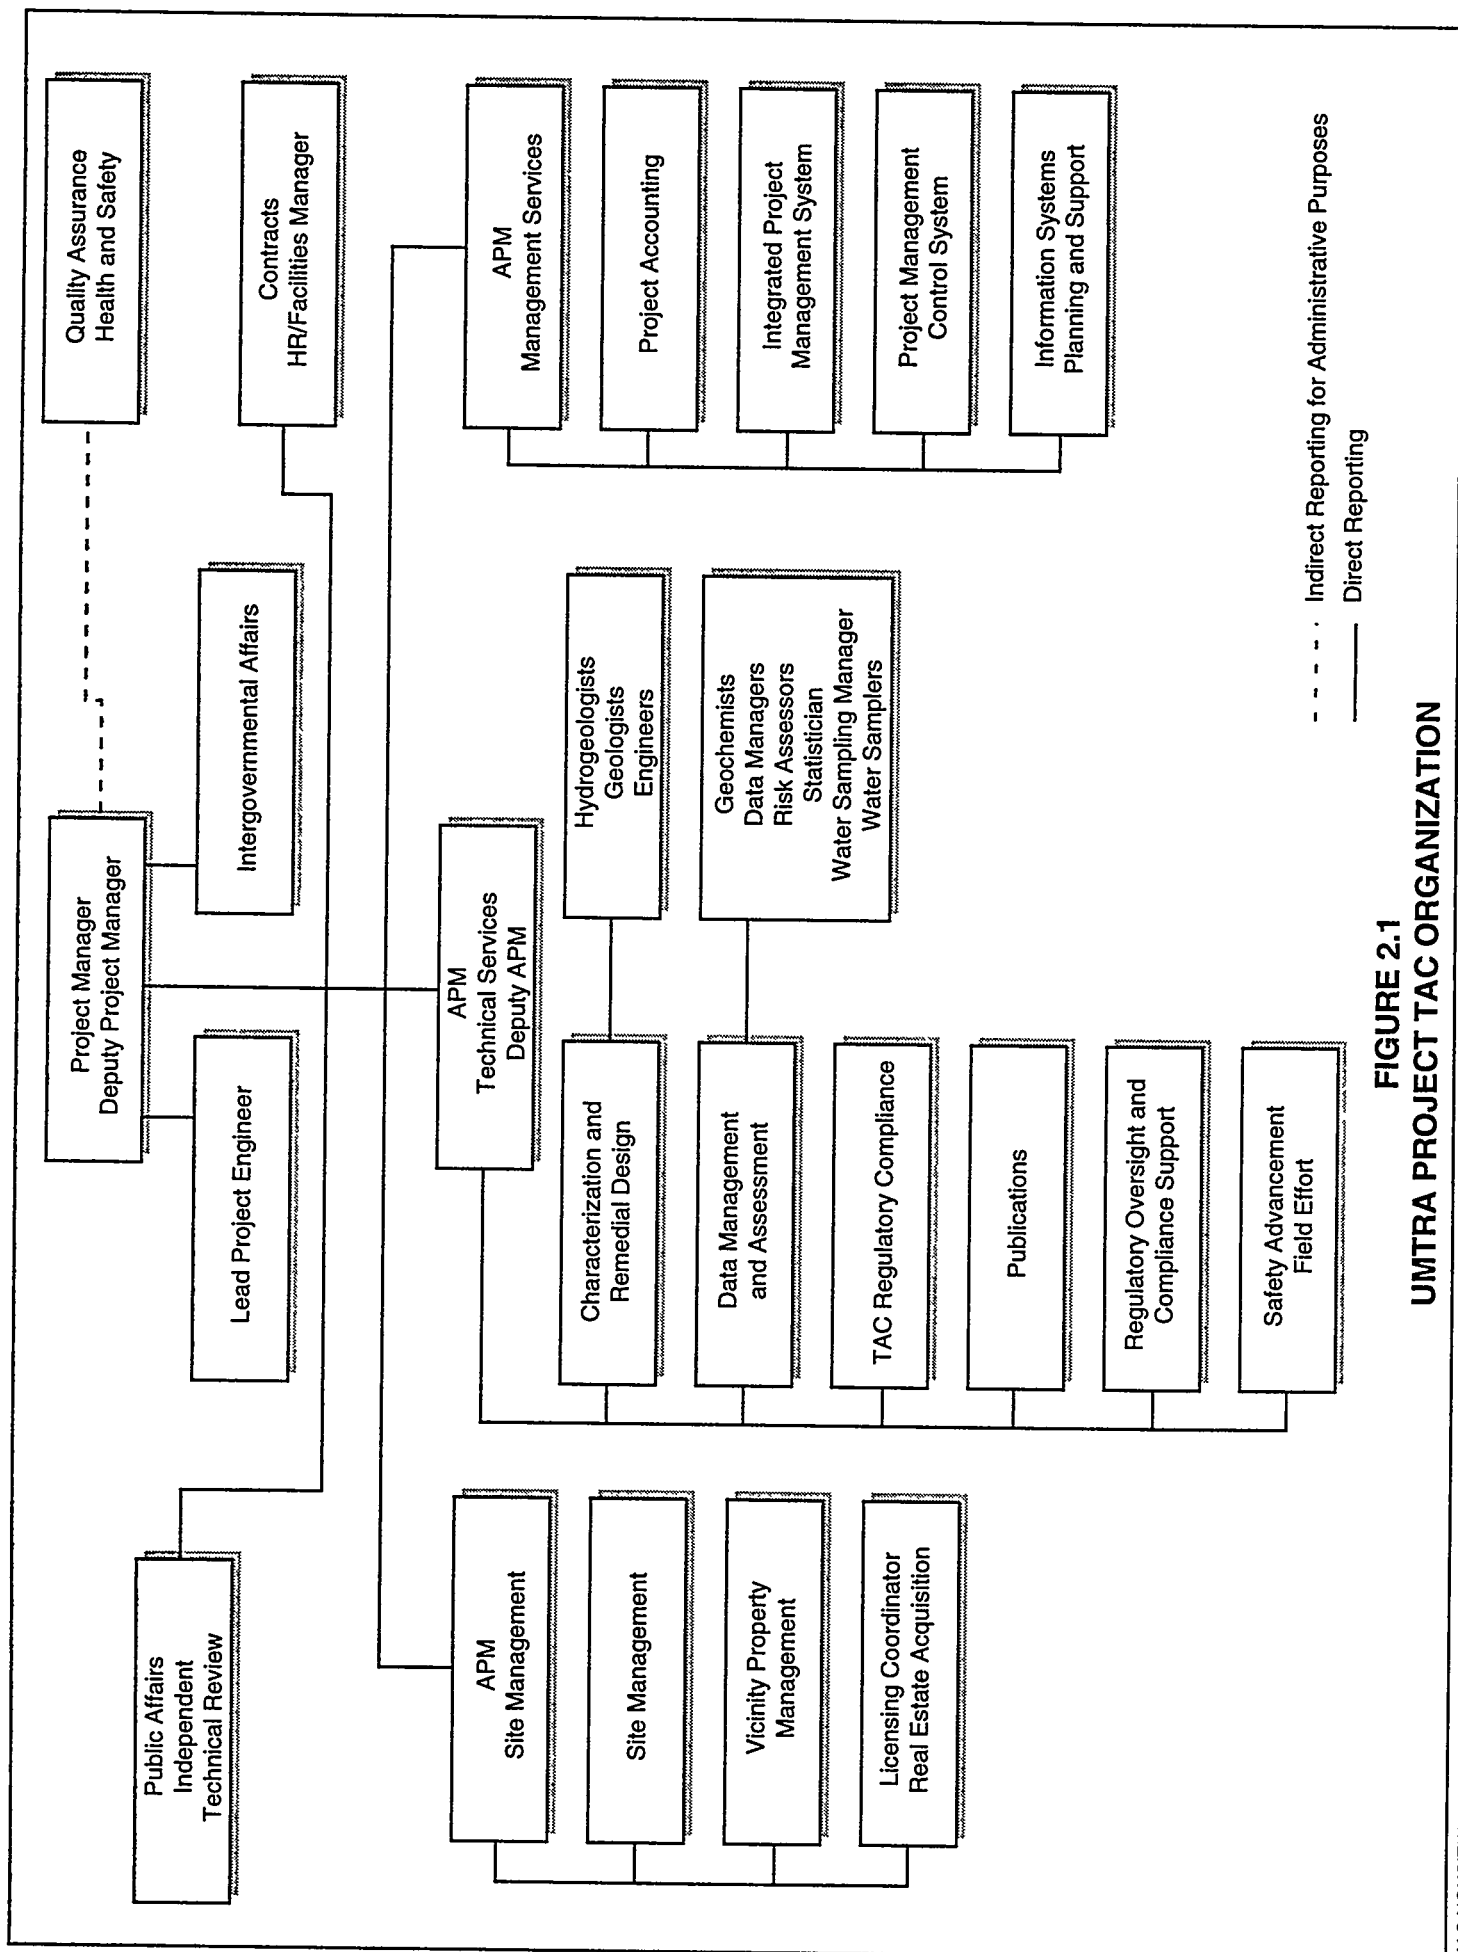 Project Manager
Deputy Project Manager
Quality Assurance
Health and Safety
Public Affairs
Independent
Technical Review
Lead Project Engineer
Intergovernmental Affairs
Contracts
HR/Facilities Manager
APM
Site Management
Site Management
Vicinity Property
Management
Licensing Coordinator
Real Estate Acquisition
APM
Technical Services
Deputy APM
Characterization and
Remedial Design
Data Management
and Assessment
TAC Regulatory Compliance
Publications
Regulatory Oversight and
Compliance Support
Safety Advancement
Field Effort
Hydrogeologists
Geologists
Engineers
Geochemists
Data Managers
Risk Assessors
Statistician
Water Sampling Manager
Water Samplers
APM
Management Services
Project Accounting
Integrated Project
Management System
Project Management
Control System
Information Systems
Planning and Support
Indirect Reporting for Administrative Purposes
Direct Reporting
FIGURE 2.1
UMTRA PROJECT TAC ORGANIZATION